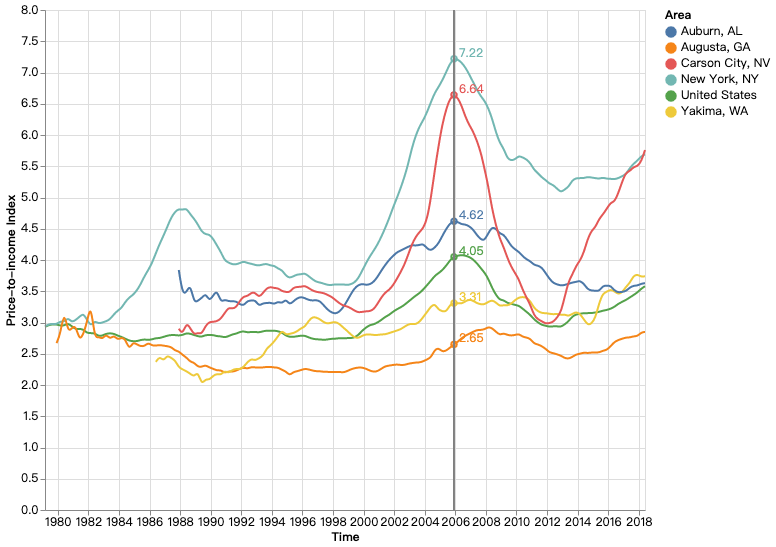 8.0
7.5
7.0
6.5
6.0
5.5
5.0
4.5
4.0
3.5
3.0
2.5
2.0
1.5
1.0
0.5
0.0
Price-to-income Index
7.22
6.64
4.62
4.05
3.31
2.65
1980 1982 1984 1986 1988 1990 1992 1994 1996 1998 2000 2002 2004 2006 2008 2010 2012 2014 2016 2018
Time
Area
Auburn, AL
Augusta, GA
Carson City, NV
New York, NY
United States
Yakima, WA